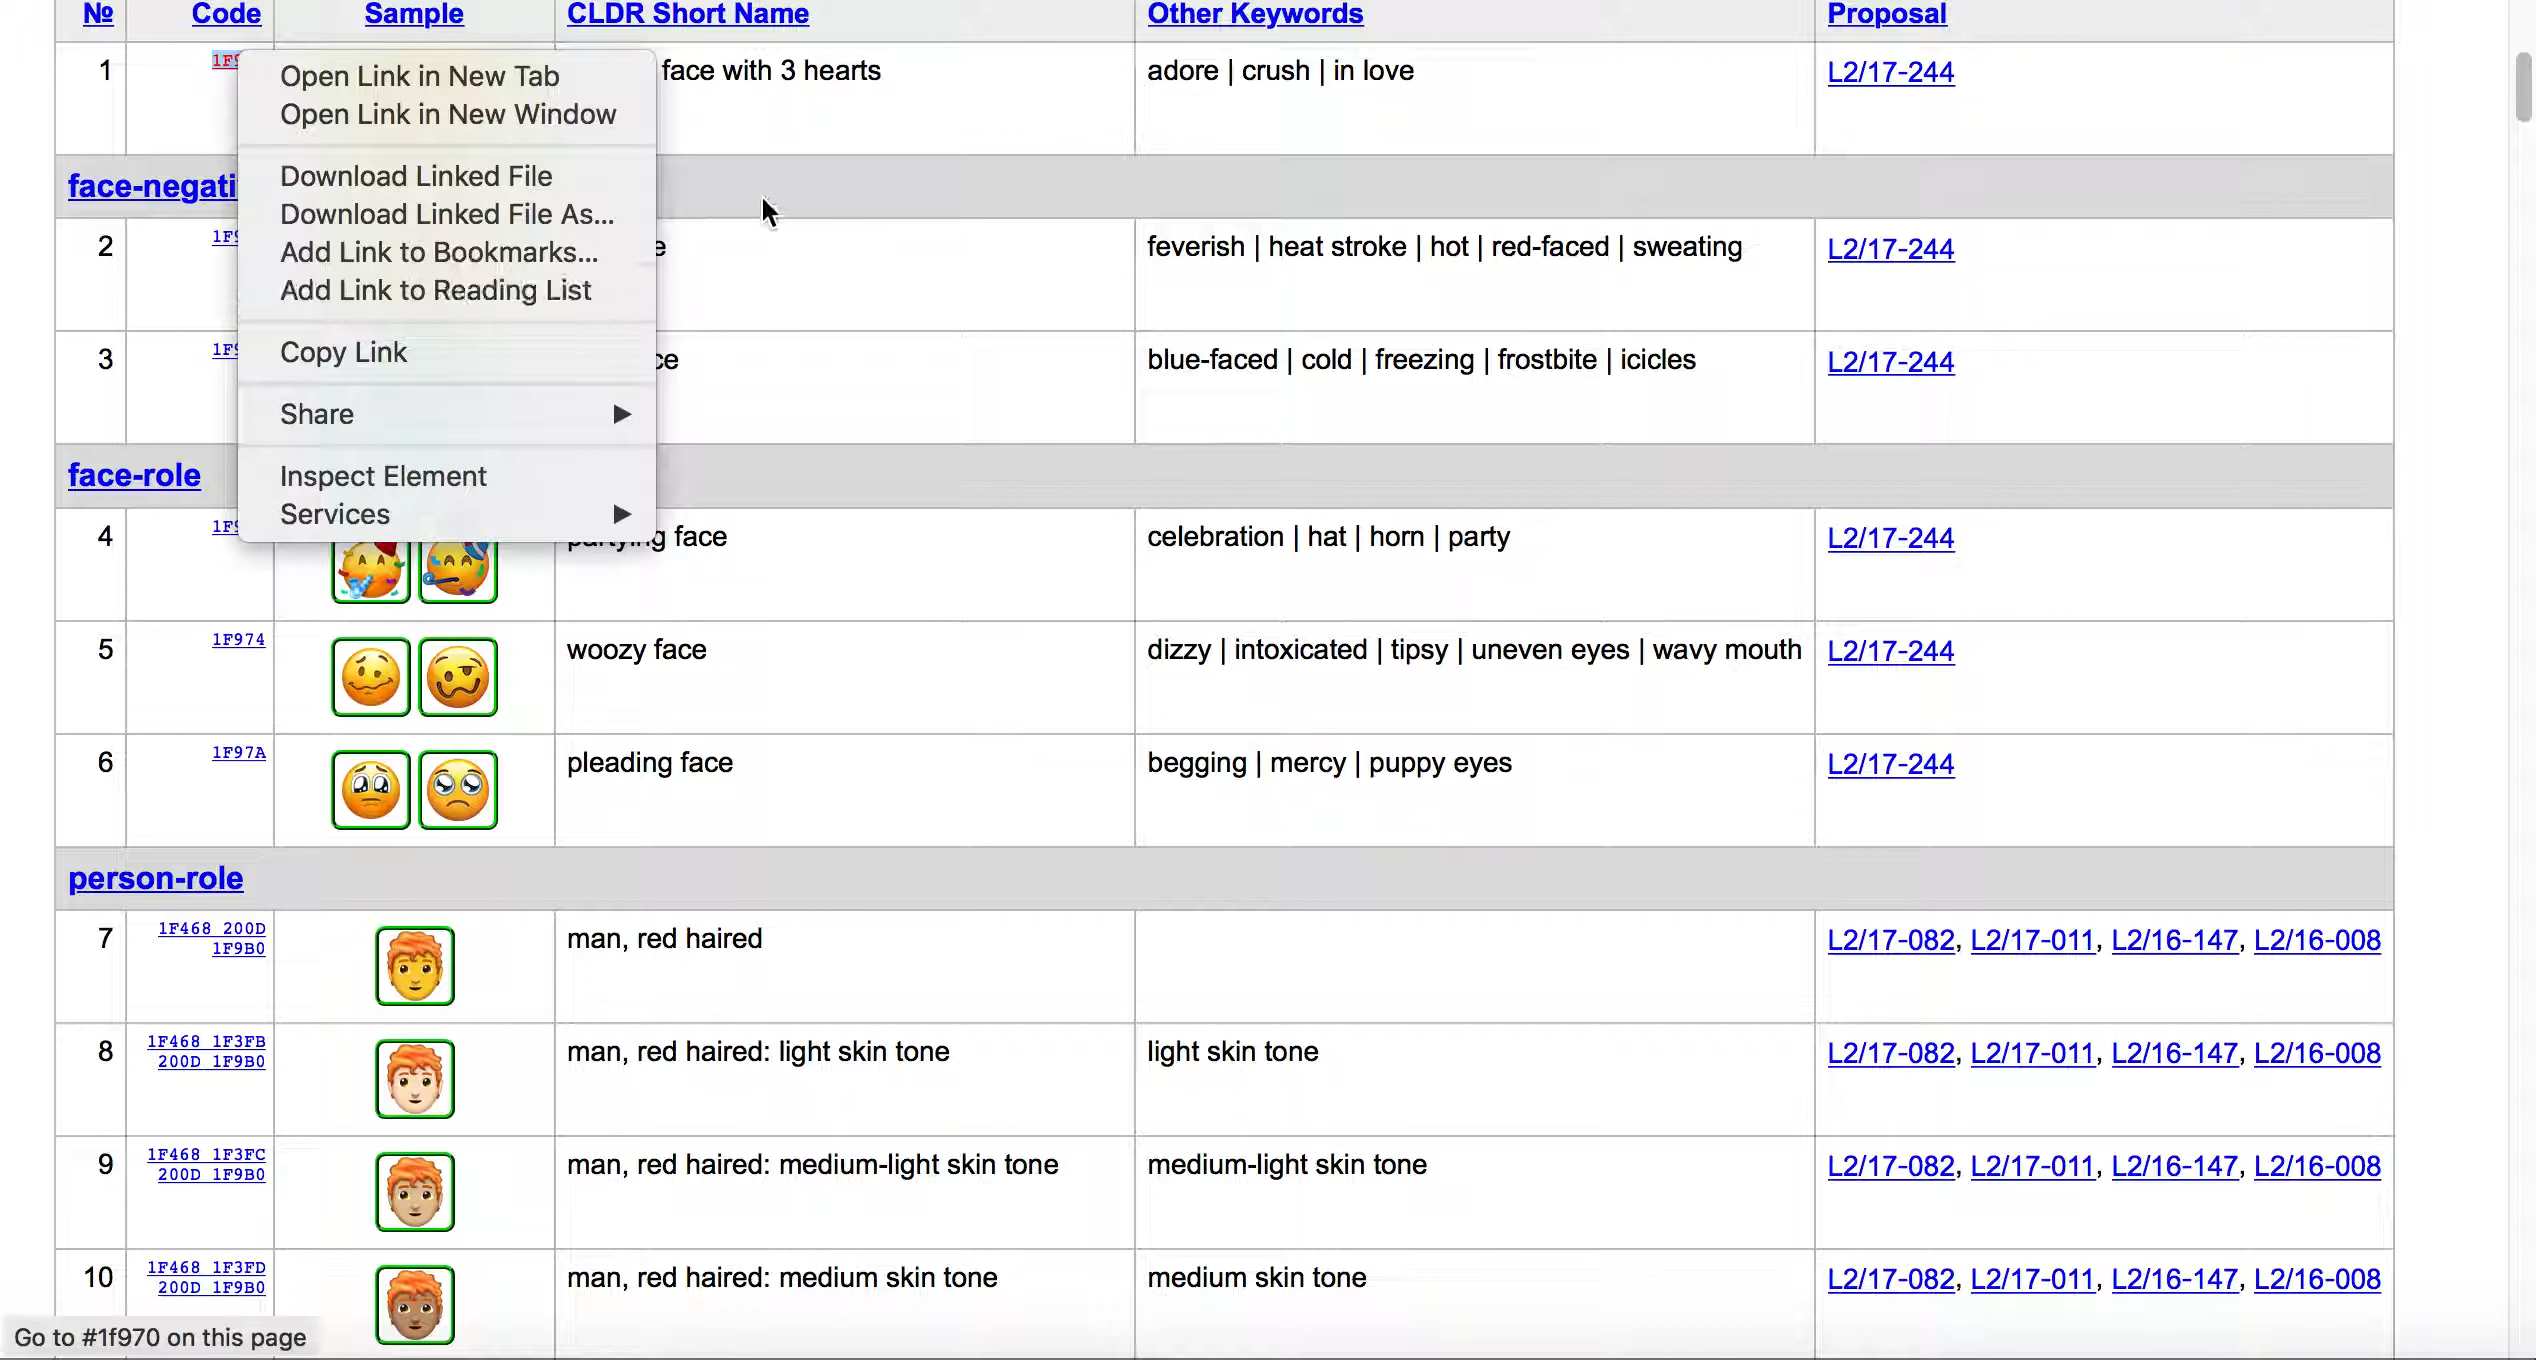 № Code Sample CLDR Short Name Other Keywords Proposal
1 face with 3 hearts adore | crush | in love L2/17-244
Open Link in New Tab
Open Link in New Window
Download Linked File
Download Linked File As...
Add Link to Bookmarks...
Add Link to Reading List
Copy Link
Share
Inspect Element
Services
2 feverish | heat stroke | hot | red-faced | sweating L2/17-244
3 blue-faced | cold | freezing | frostbite | icicles L2/17-244
face-role
4 partying face celebration | hat | horn | party L2/17-244
5 1F974 woozy face dizzy | intoxicated | tipsy | uneven eyes | wavy mouth L2/17-244
6 1F97A pleading face begging | mercy | puppy eyes L2/17-244
person-role
7 1F468 200D man, red haired L2/17-082, L2/17-011, L2/16-147, L2/16-008
1F9B0
8 1F468 1F3FB man, red haired: light skin tone light skin tone L2/17-082, L2/17-011, L2/16-147, L2/16-008
200D 1F9B0
9 1F468 1F3FC man, red haired: medium-light skin tone medium-light skin tone L2/17-082, L2/17-011, L2/16-147, L2/16-008
200D 1F9B0
10 1F468 1F3FD man, red haired: medium skin tone medium skin tone L2/17-082, L2/17-011, L2/16-147, L2/16-008
200D 1F9B0
Go to #1f970 on this page